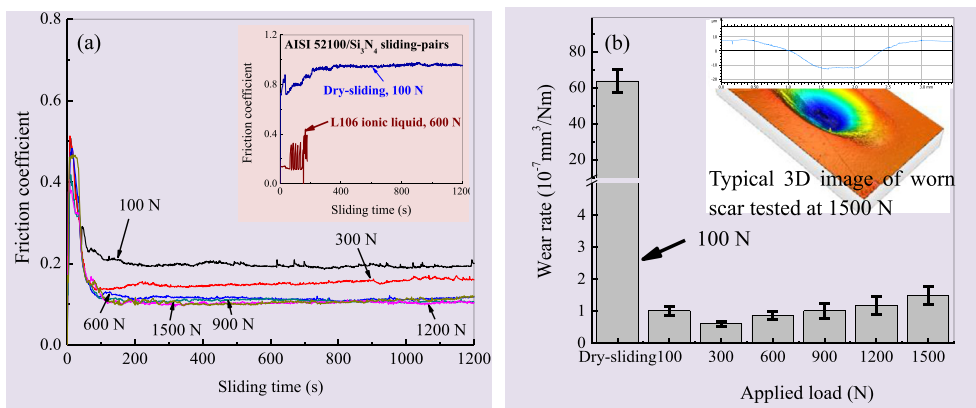 (a)
AISI 52100/Si3N4 sliding-pairs
Dry-sliding, 100 N
L106 ionic liquid, 600 N
Friction coefficient
1.2
0.8
0.4
0.0
0 400 800 1200
Sliding time (s)
Friction coefficient
0.8
0.6
0.4
0.2
0.0
100 N
300 N
600 N
1500 N
900 N
1200 N
0 200 400 600 800 1000 1200
Sliding time (s)
(b)
Typical 3D image of worn
scar tested at 1500 N
100 N
Wear rate (10-7 mm3/Nm)
80
60
40
20
5
4
3
2
1
0
Dry-sliding 100 300 600 900 1200 1500
Applied load (N)